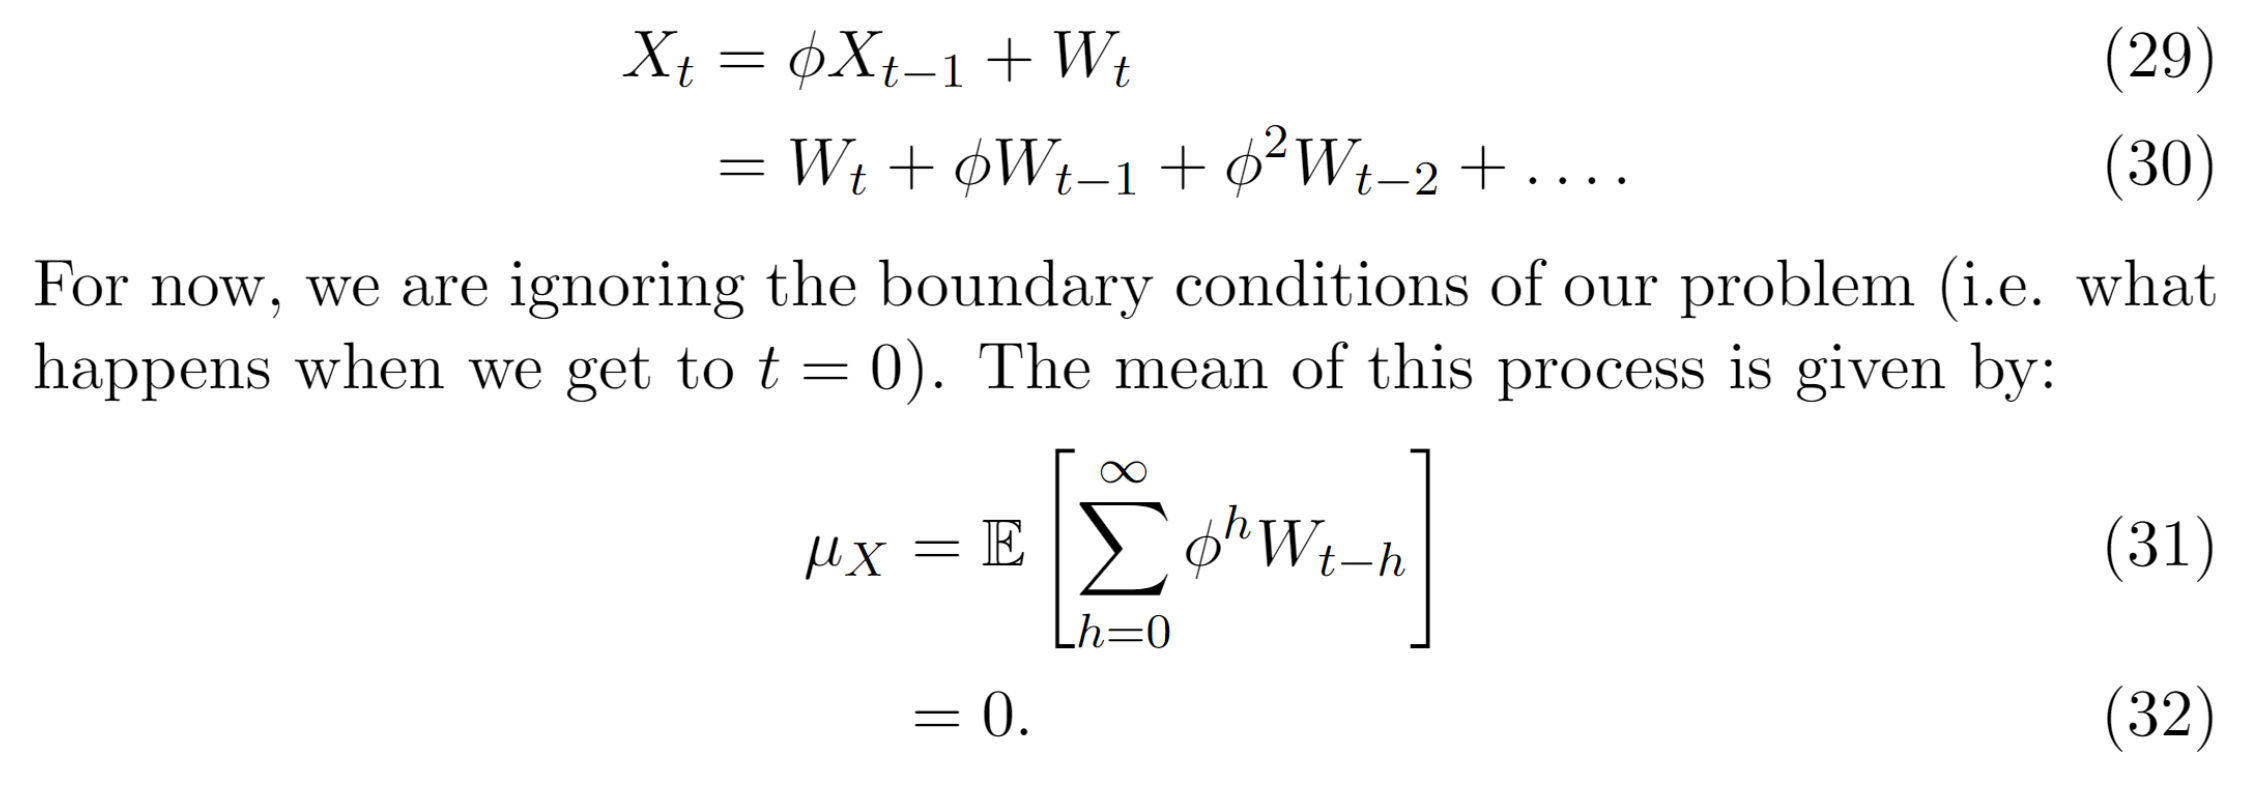 X_t = ϕX_{t−1} + W_t (29)
= W_t + ϕW_{t−1} + ϕ^2 W_{t−2} + . . . . (30)
For now, we are ignoring the boundary conditions of our problem (i.e. what
happens when we get to t = 0). The mean of this process is given by:
μ_X = 𝔼 [ ∑_{h=0}^{∞} ϕ^h W_{t−h} ] (31)
= 0. (32)